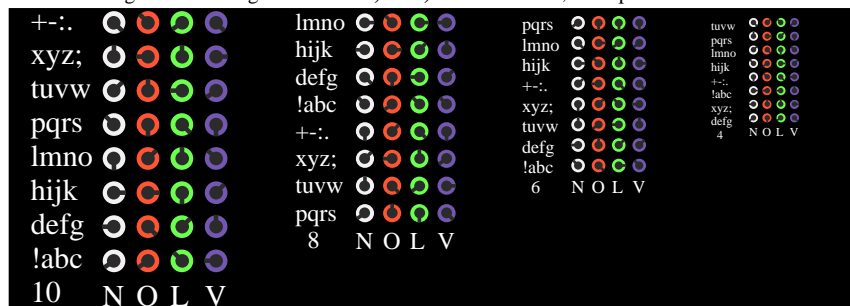 +-:.
xyz;
tuvw
pqrs
lmno
hijk
defg
!abc
10 N O L V
lmno
hijk
defg
!abc
+-:.
xyz;
tuvw
pqrs
8 N O L V
pqrs
lmno
hijk
+-:.
xyz;
tuvw
defg
!abc
6 N O L V
tuvw
pqrs
lmno
hijk
+-:.
!abc
xyz;
defg
4 N O L V